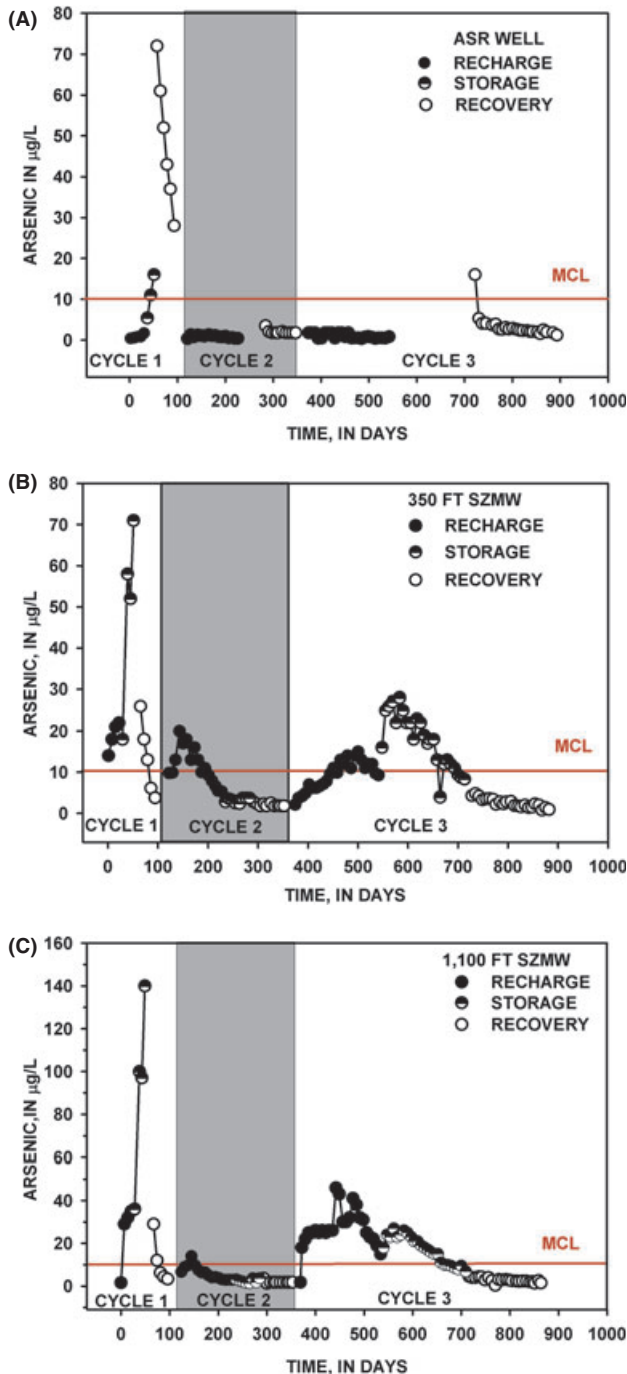 (A)
80
70
60
50
40
30
20
10
0
ARSENIC IN µg/L
ASR WELL
RECHARGE
STORAGE
RECOVERY
MCL
CYCLE 1
CYCLE 2
CYCLE 3
0 100 200 300 400 500 600 700 800 900 1000
TIME, IN DAYS
(B)
80
70
60
50
40
30
20
10
0
ARSENIC, IN µg/L
350 FT SZMW
RECHARGE
STORAGE
RECOVERY
MCL
CYCLE 1
CYCLE 2
CYCLE 3
0 100 200 300 400 500 600 700 800 900 1000
TIME, IN DAYS
(C)
160
140
120
100
80
60
40
20
0
ARSENIC,IN µg/L
1,100 FT SZMW
RECHARGE
STORAGE
RECOVERY
MCL
CYCLE 1
CYCLE 2
CYCLE 3
0 100 200 300 400 500 600 700 800 900 1000
TIME, IN DAYS